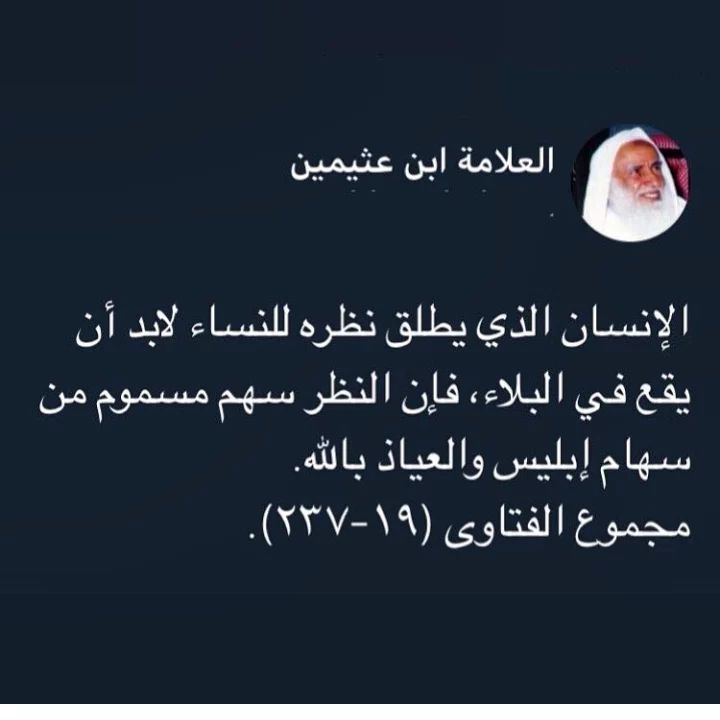 العلامة ابن عثيمين
الإنسان الذي يطلق نظره للنساء لابد أن
يقع في البلاء، فإن النظر سهم مسموم من
سهام إبليس والعياذ بالله.
مجموع الفتاوى (١٩-٢٣٧).